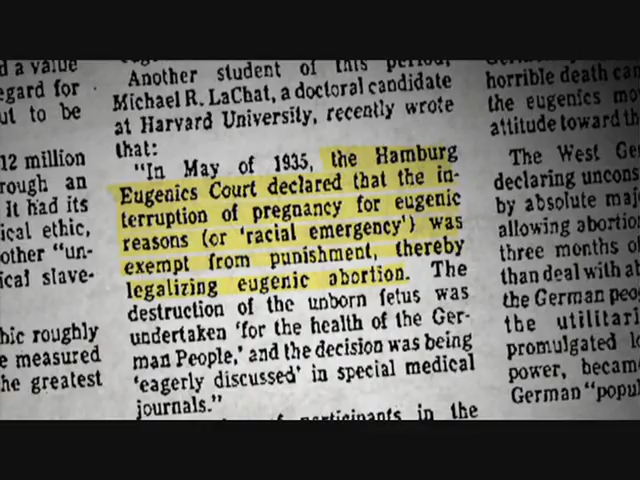 d a value
egard for
ut to be
12 million
rough an
It had its
ical ethic,
other “un-
ical slave-
roughly
e measured
he greatest
Another student of this period,
Michael R. LaChat, a doctoral candidate
at Harvard University, recently wrote
that:
“In May of 1935, the Hamburg
Eugenics Court declared that the in-
terruption of pregnancy for eugenic
reasons (or ‘racial emergency’) was
exempt from punishment, thereby
legalizing eugenic abortion. The
destruction of the unborn fetus was
undertaken ‘for the health of the Ger-
man People,’ and the decision was being
‘eagerly discussed’ in special medical
journals.”
participants in the
horrible death can
the eugenics mo
attitude toward th
The West Ge
declaring uncons
by absolute maj
allowing abortio
three months o
than deal with ab
the German peo
the utilitari
promulgated l
power, becam
German “popu